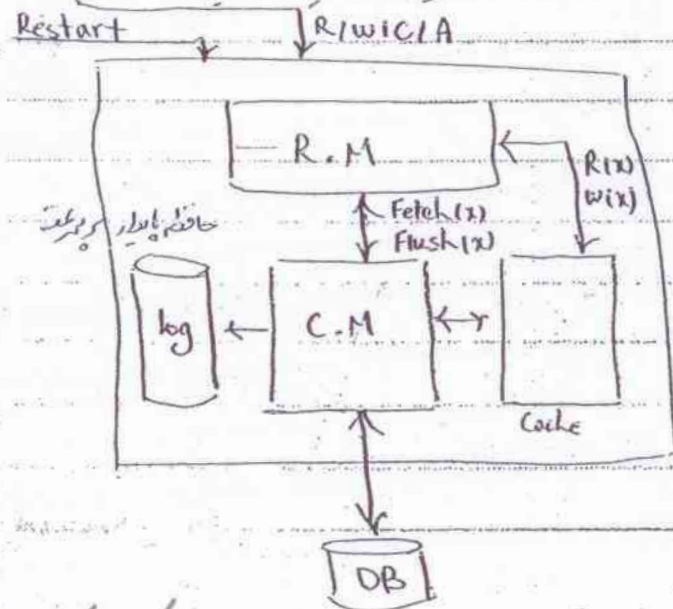 Restart
R/W/C/A
R.M
R(x)
W(x)
Fetch(x)
Flush(x)
حافظه پایدار
log
C.M
Cache
DB